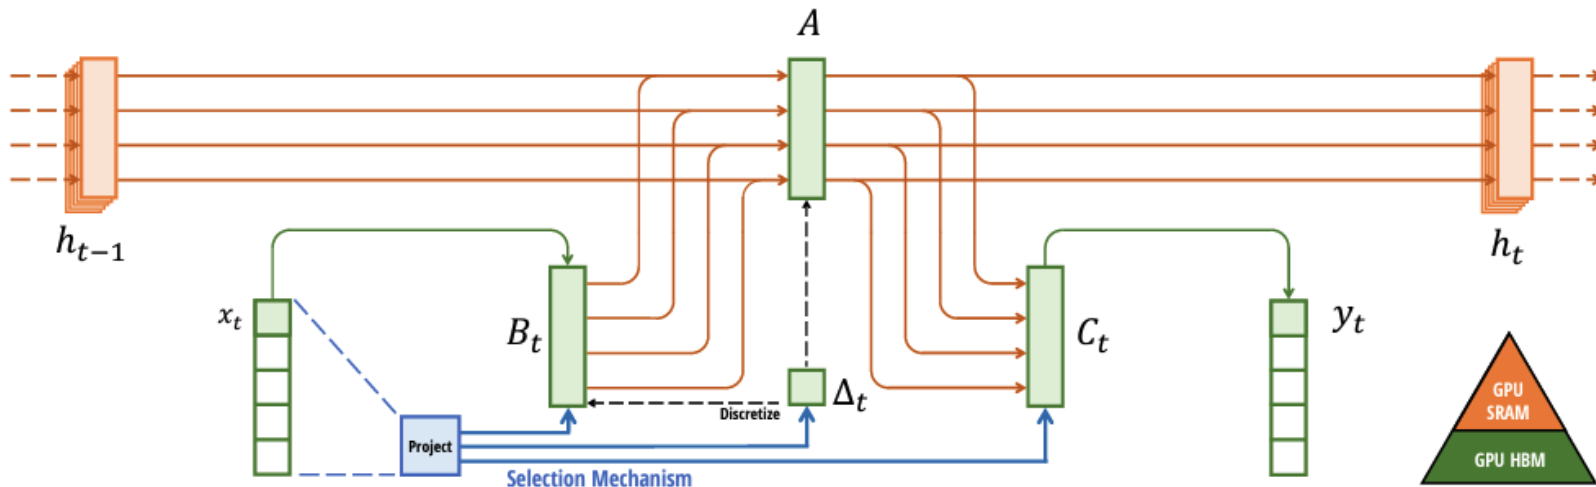 A
h_{t-1}
h_t
x_t
B_t
C_t
y_t
Δ_t
Discretize
Project
Selection Mechanism
GPU
SRAM
GPU HBM